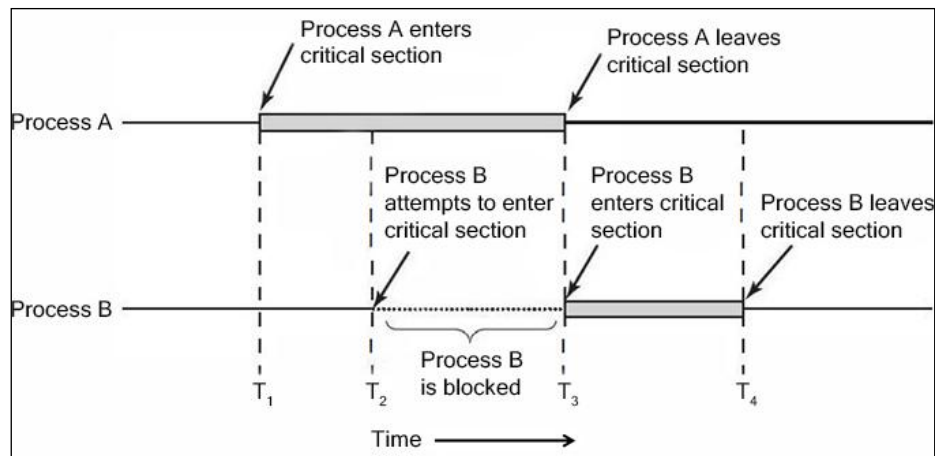 Process A enters
critical section
Process A leaves
critical section
Process A
Process B
attempts to enter
critical section
Process B
enters critical
section
Process B leaves
critical section
Process B
Process B
is blocked
T1
T2
T3
T4
Time